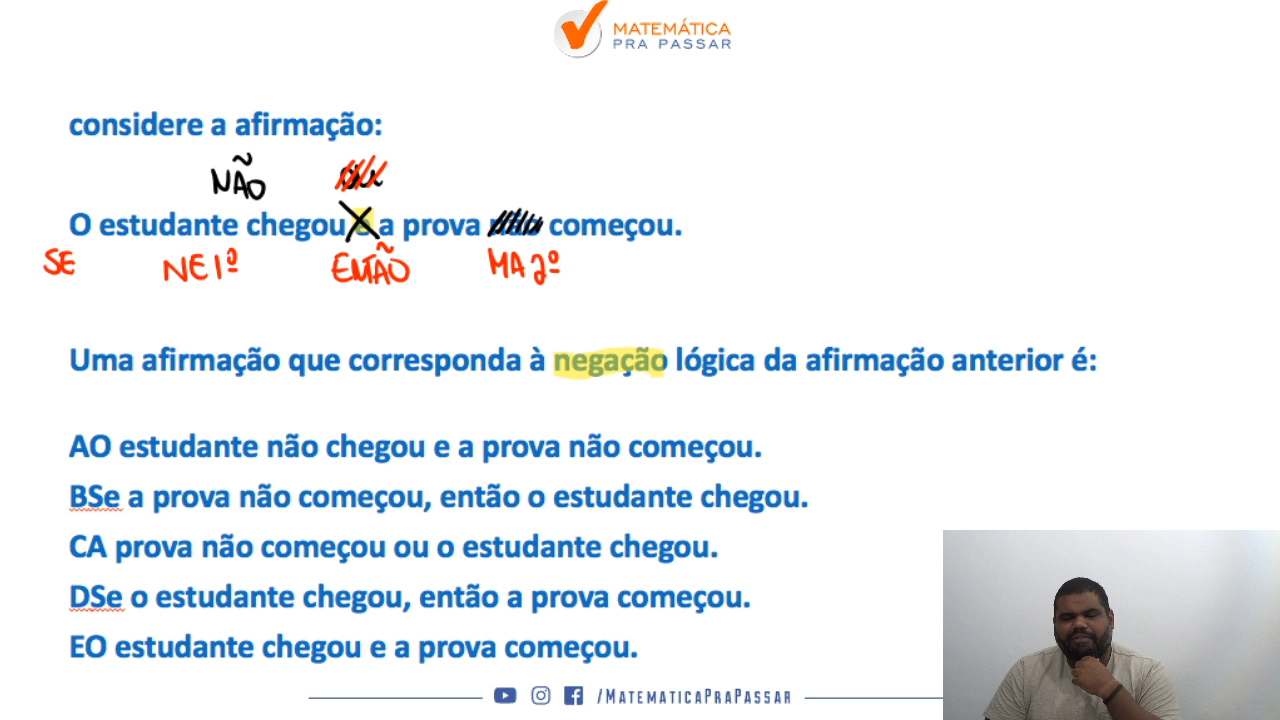 MATEMÁTICA
PRA PASSAR
considere a afirmação:
NÃO
O estudante chegou e a prova não começou.
SE NE 1º ENTÃO MA 2º
Uma afirmação que corresponda à negação lógica da afirmação anterior é:
AO estudante não chegou e a prova não começou.
BSe a prova não começou, então o estudante chegou.
CA prova não começou ou o estudante chegou.
DSe o estudante chegou, então a prova começou.
EO estudante chegou e a prova começou.
/MATEMATICAPRAPASSAR